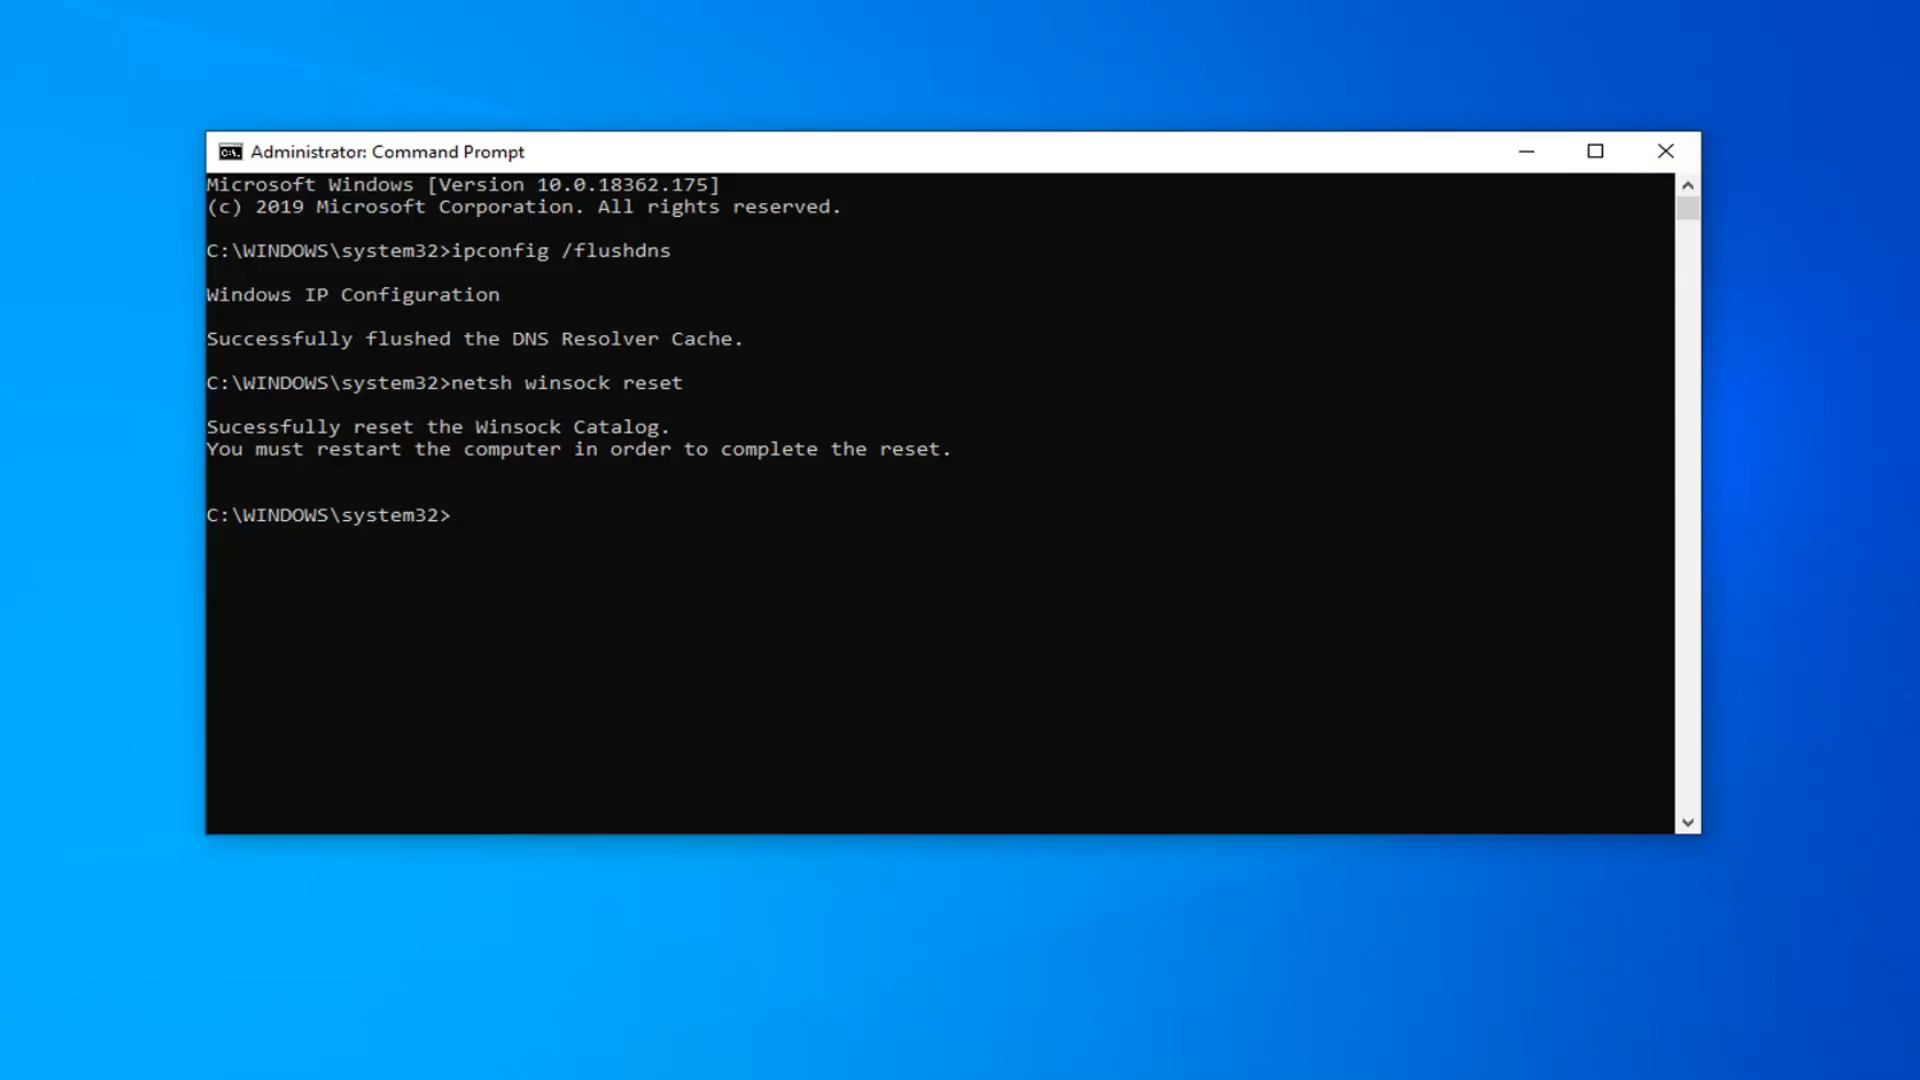 Administrator: Command Prompt
Microsoft Windows [Version 10.0.18362.175]
(c) 2019 Microsoft Corporation. All rights reserved.
C:\WINDOWS\system32>ipconfig /flushdns
Windows IP Configuration
Successfully flushed the DNS Resolver Cache.
C:\WINDOWS\system32>netsh winsock reset
Sucessfully reset the Winsock Catalog.
You must restart the computer in order to complete the reset.
C:\WINDOWS\system32>